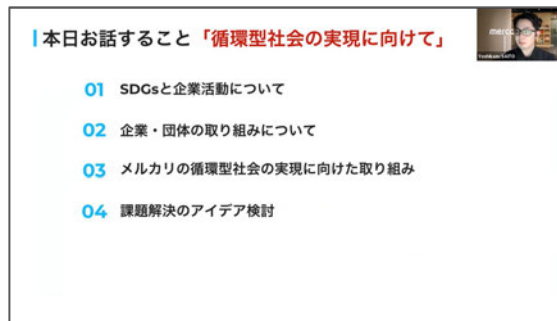 本日お話すること「循環型社会の実現に向けて」
01 SDGsと企業活動について
02 企業・団体の取り組みについて
03 メルカリの循環型社会の実現に向けた取り組み
04 課題解決のアイデア検討